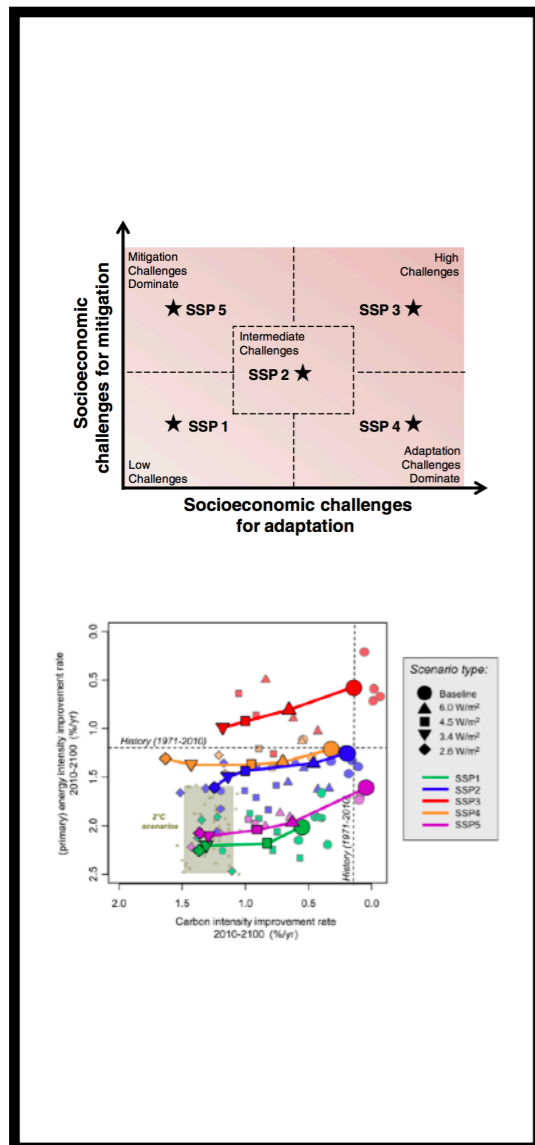 Mitigation
Challenges
Dominate
High
Challenges
SSP 5
SSP 3
Intermediate
Challenges
SSP 2
SSP 1
SSP 4
Low
Challenges
Adaptation
Challenges
Dominate
Socioeconomic
challenges for mitigation
Socioeconomic challenges
for adaptation
(primary) energy intensity improvement rate
2010-2100 (%/yr)
0.0
0.5
1.0
1.5
2.0
2.5
History (1971-2010)
2°C
scenarios
History (1971-2010)
2.0
1.5
1.0
0.5
0.0
Carbon intensity improvement rate
2010-2100 (%/yr)
Scenario type:
Baseline
6.0 W/m²
4.5 W/m²
3.4 W/m²
2.6 W/m²
SSP1
SSP2
SSP3
SSP4
SSP5